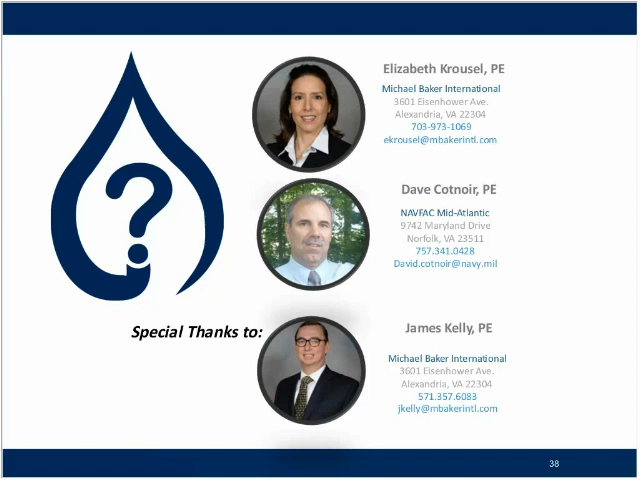 ?
Elizabeth Krousel, PE
Michael Baker International
3601 Eisenhower Ave.
Alexandria, VA 22304
703-973-1069
ekrousel@mbakerintl.com
Dave Cotnoir, PE
NAVFAC Mid-Atlantic
9742 Maryland Drive
Norfolk, VA 23511
757.341.0428
David.cotnoir@navy.mil
Special Thanks to:
James Kelly, PE
Michael Baker International
3601 Eisenhower Ave.
Alexandria, VA 22304
571.357.6083
jkelly@mbakerintl.com
38